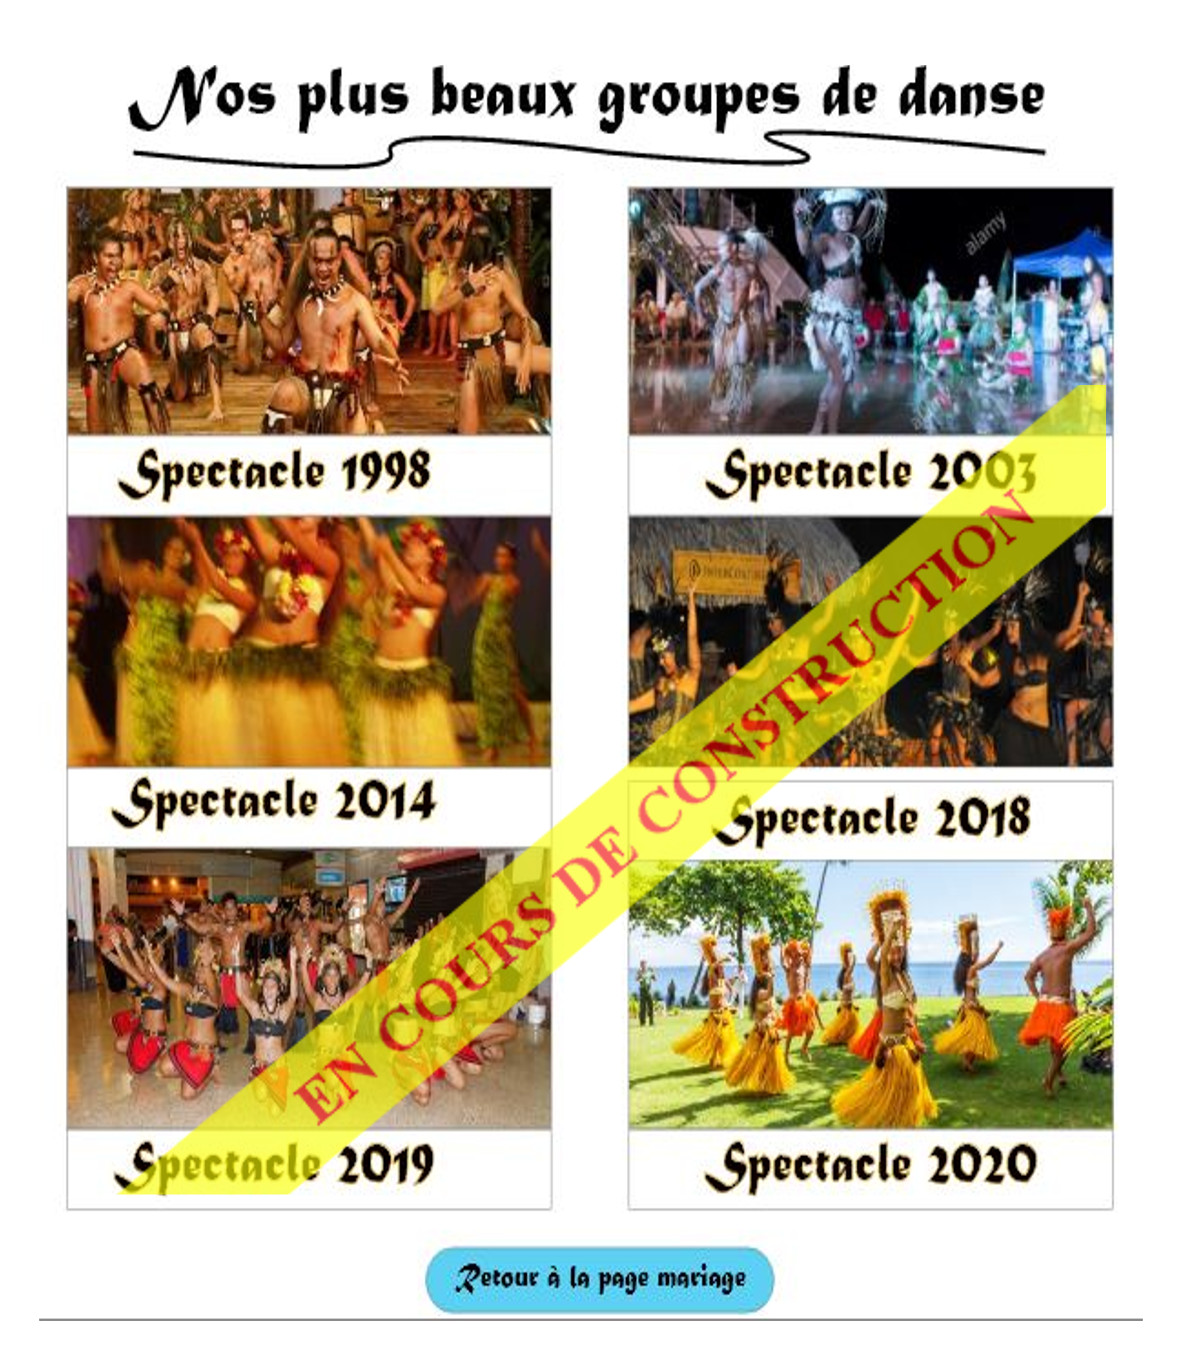 Nos plus beaux groupes de danse
alamy
Spectacle 1998
Spectacle 2003
Spectacle 2014
Spectacle 2018
EN COURS DE CONSTRUCTION
Spectacle 2019
Spectacle 2020
Retour à la page mariage